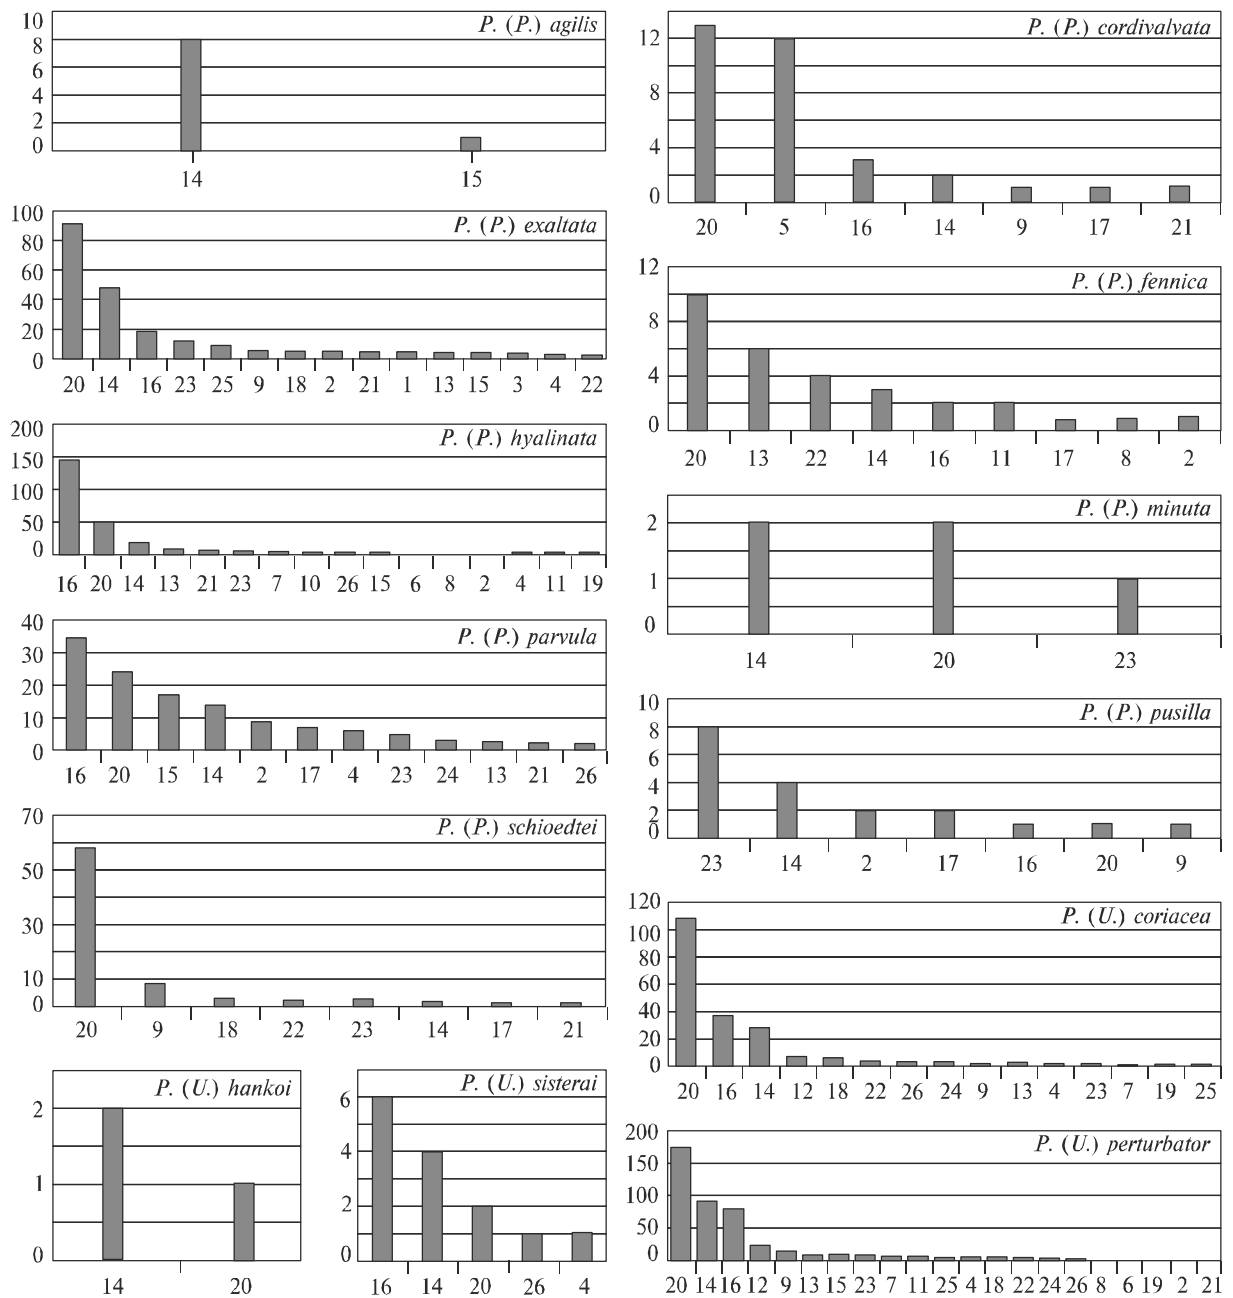 P. (P.) agilis
10
8
6
4
2
0
14 15
P. (P.) cordivalvata
12
8
4
0
20 5 16 14 9 17 21
P. (P.) exaltata
100
80
60
40
20
0
20 14 16 23 25 9 18 2 21 1 13 15 3 4 22
P. (P.) fennica
12
8
4
0
20 13 22 14 16 11 17 8 2
P. (P.) hyalinata
200
150
100
50
0
16 20 14 13 21 23 7 10 26 15 6 8 2 4 11 19
P. (P.) minuta
2
1
0
14 20 23
P. (P.) parvula
40
30
20
10
0
16 20 15 14 2 17 4 23 24 13 21 26
P. (P.) pusilla
10
8
6
4
2
0
23 14 2 17 16 20 9
P. (P.) schioedtei
70
50
30
10
0
20 9 18 22 23 14 17 21
P. (U.) coriacea
120
100
80
60
40
20
0
20 16 14 12 18 22 26 24 9 13 4 23 7 19 25
P. (U.) hankoi
2
1
0
14 20
P. (U.) sisterai
6
4
2
0
16 14 20 26 4
P. (U.) perturbator
200
150
100
50
0
20 14 16 12 9 13 15 23 7 11 25 4 18 22 24 26 8 6 19 2 21